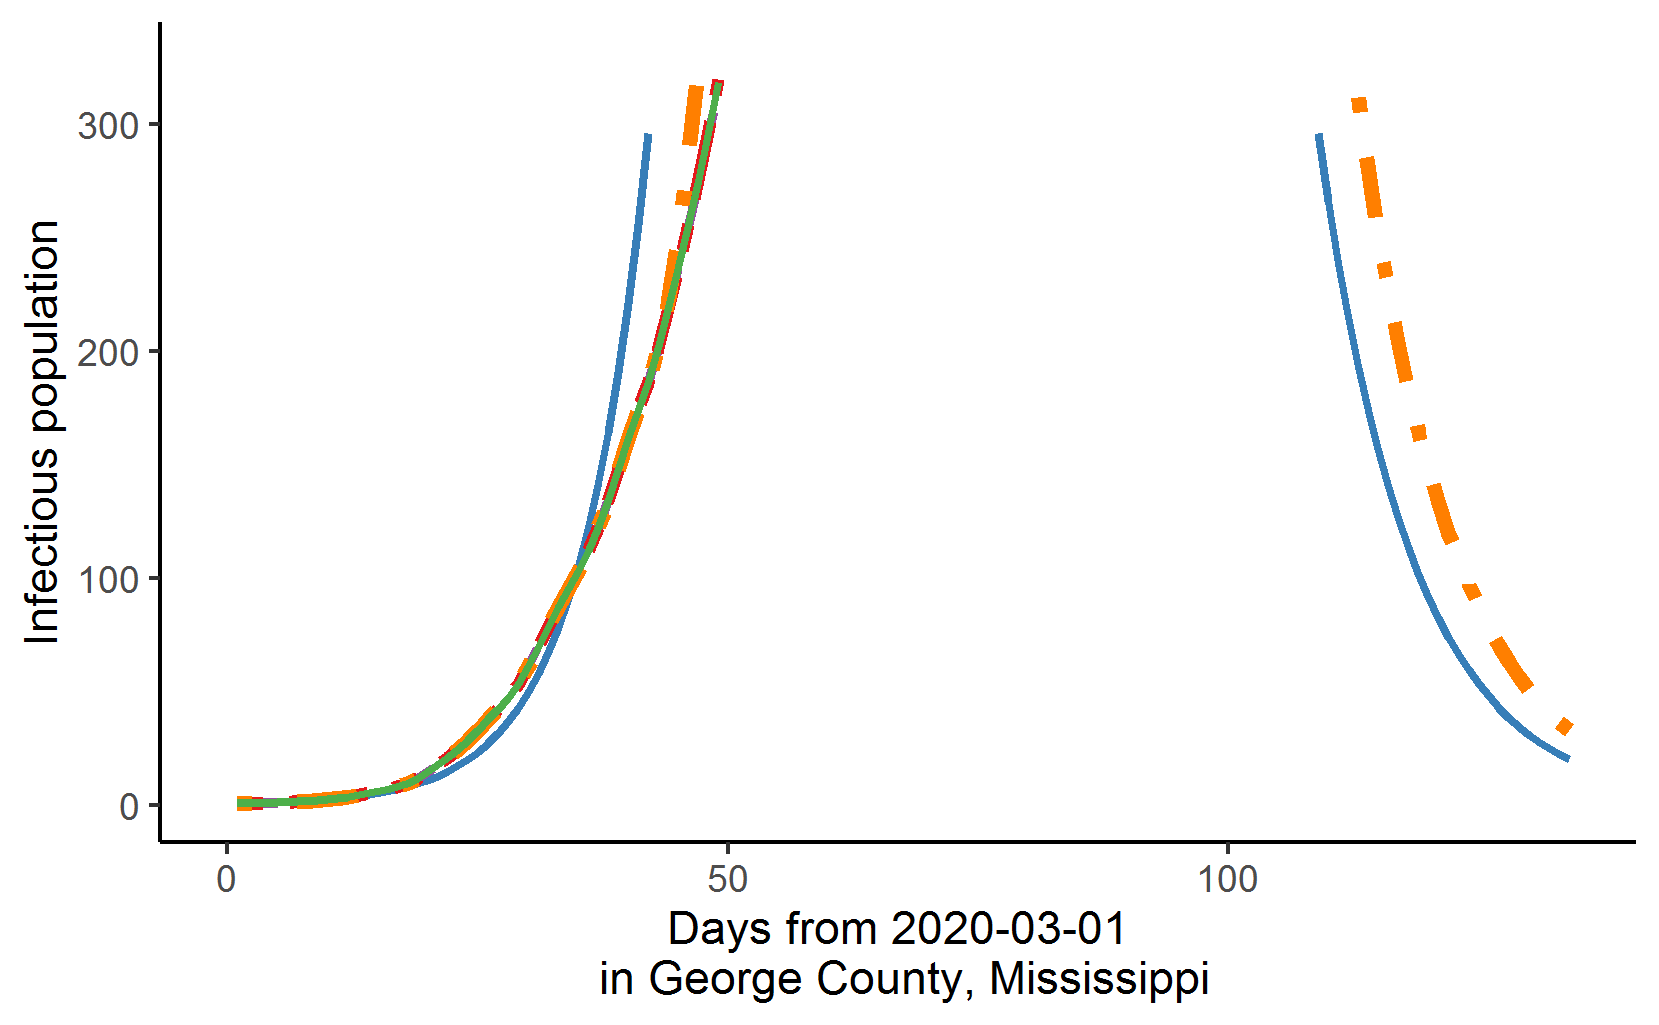 Infectious population
300
200
100
0
0
50
100
Days from 2020-03-01
in George County, Mississippi